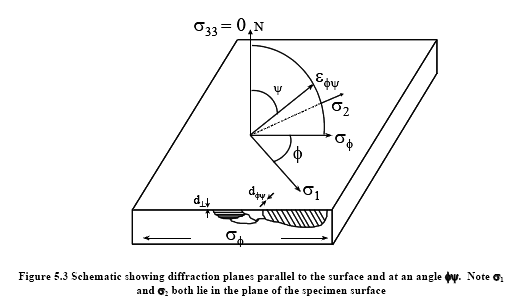 σ33 = 0 N
ψ
εϕψ
σ2
σϕ
ϕ
σ1
d⊥
dϕψ
σϕ
Figure 5.3 Schematic showing diffraction planes parallel to the surface and at an angle ϕψ. Note σ1
and σ2 both lie in the plane of the specimen surface